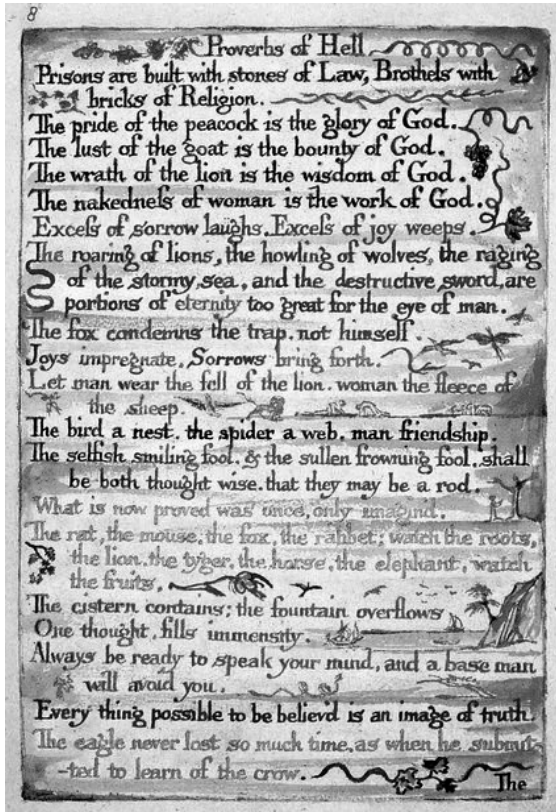 8
Proverbs of Hell
Prisons are built with stones of Law, Brothels with
bricks of Religion.
The pride of the peacock is the glory of God.
The lust of the goat is the bounty of God.
The wrath of the lion is the wisdom of God.
The nakedness of woman is the work of God.
Excess of sorrow laughs. Excess of joy weeps.
The roaring of lions, the howling of wolves, the raging
of the stormy sea, and the destructive sword, are
portions of eternity too great for the eye of man.
The fox condemns the trap, not himself.
Joys impregnate. Sorrows bring forth.
Let man wear the fell of the lion. woman the fleece of
the sheep.
The bird a nest, the spider a web, man friendship.
The selfish smiling fool, & the sullen frowning fool, shall
be both thought wise, that they may be a rod.
What is now proved was once, only imagin'd.
The rat, the mouse, the fox, the rabbet; watch the roots,
the lion, the tyger, the horse, the elephant, watch
the fruits.
The cistern contains; the fountain overflows
One thought, fills immensity.
Always be ready to speak your mind, and a base man
will avoid you.
Every thing possible to be believ'd is an image of truth.
The eagle never lost so much time, as when he submit-
-ted to learn of the crow.
The